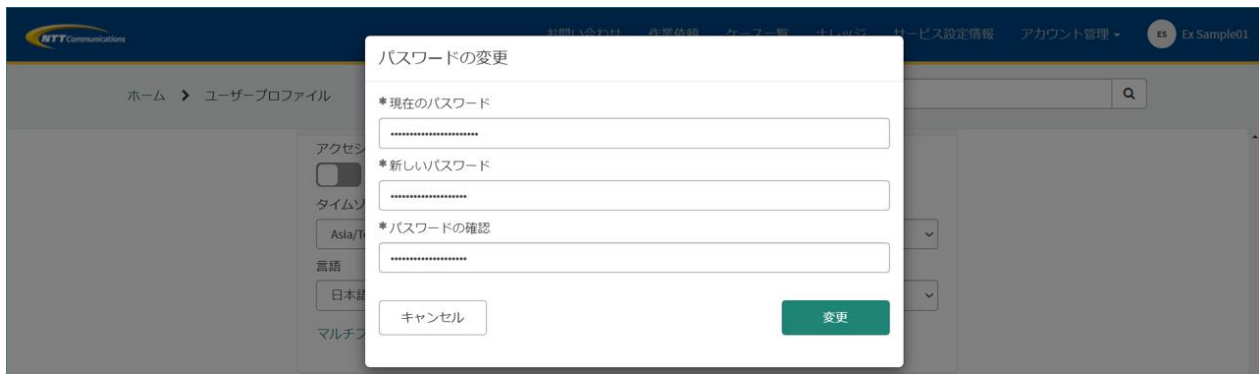 NTT Communications
お問い合わせ 作業依頼 ケース一覧 ナレッジ サービス設定情報 アカウント管理 ES Ex Sample01
パスワードの変更
ホーム > ユーザープロファイル
*現在のパスワード
•••••••••••••••••••••••
アクセシ
*新しいパスワード
••••••••••••••••••••
タイムゾ
*パスワードの確認
Asia/T
••••••••••••••••••••
言語
日本語
キャンセル 変更
マルチフ